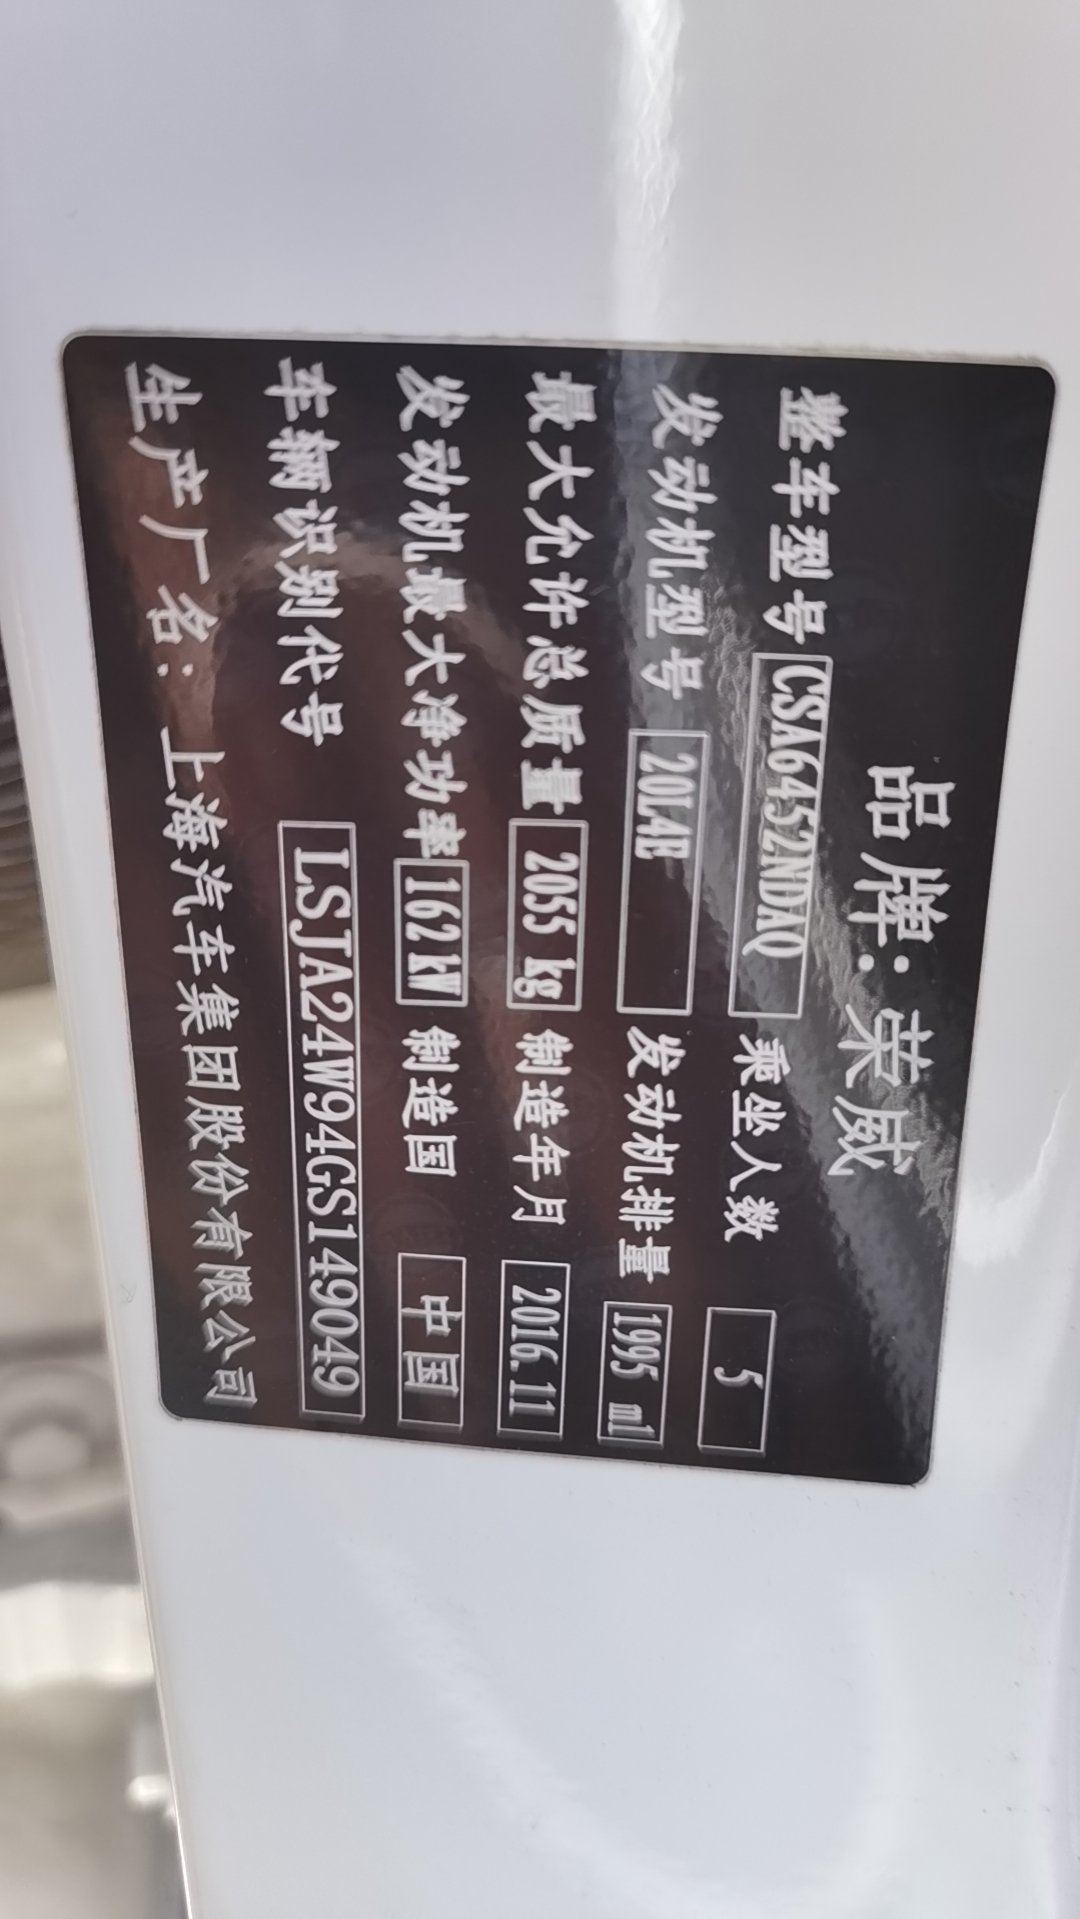 品牌：荣威
整车型号 CSA6452NDAQ 乘坐人数 5
发动机型号 20L4E 发动机排量 1995 ml
最大允许总质量 2055 kg 制造年月 2016.11
发动机最大净功率 162 kW 制造国 中国
车辆识别代号 LSJA24W94GS149049
生产厂名：上海汽车集团股份有限公司